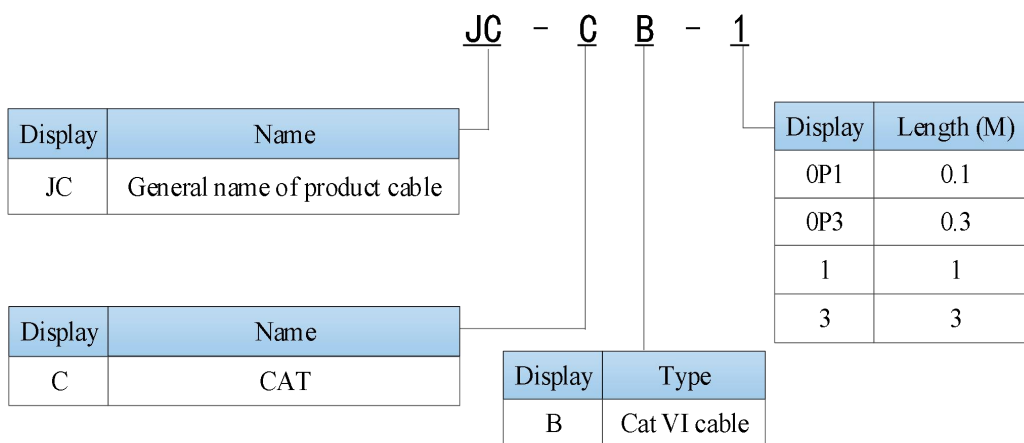 JC - C B - 1
Display Name
JC General name of product cable
Display Length (M)
0P1 0.1
0P3 0.3
1 1
3 3
Display Name
C CAT
Display Type
B Cat VI cable